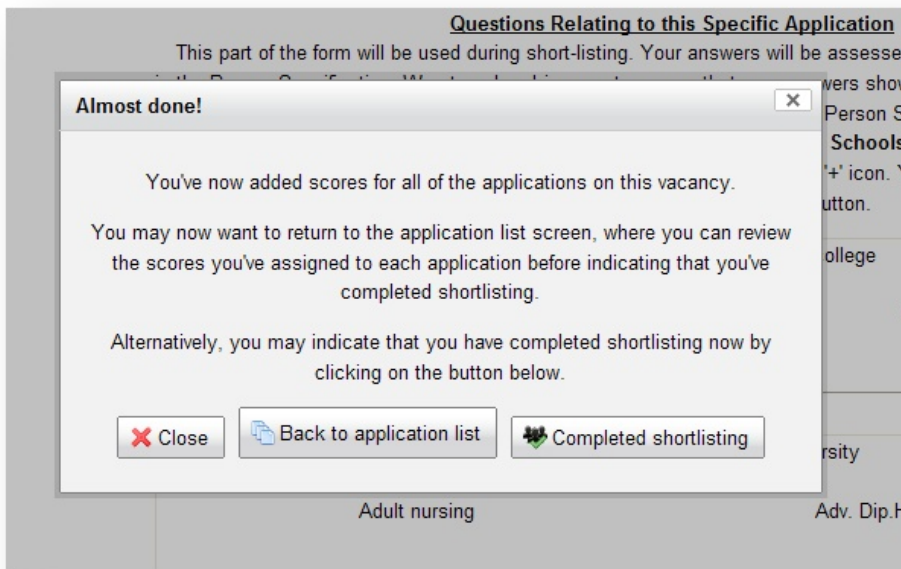 Questions Relating to this Specific Application
This part of the form will be used during short-listing. Your answers will be
Almost done!
Person
Schools
'+' icon.
You've now added scores for all of the applications on this vacancy.
You may now want to return to the application list screen, where you can review
the scores you've assigned to each application before indicating that you've
completed shortlisting.
Alternatively, you may indicate that you have completed shortlisting now by
clicking on the button below.
Close
Back to application list
Completed shortlisting
Adult nursing
Adv. Dip.H